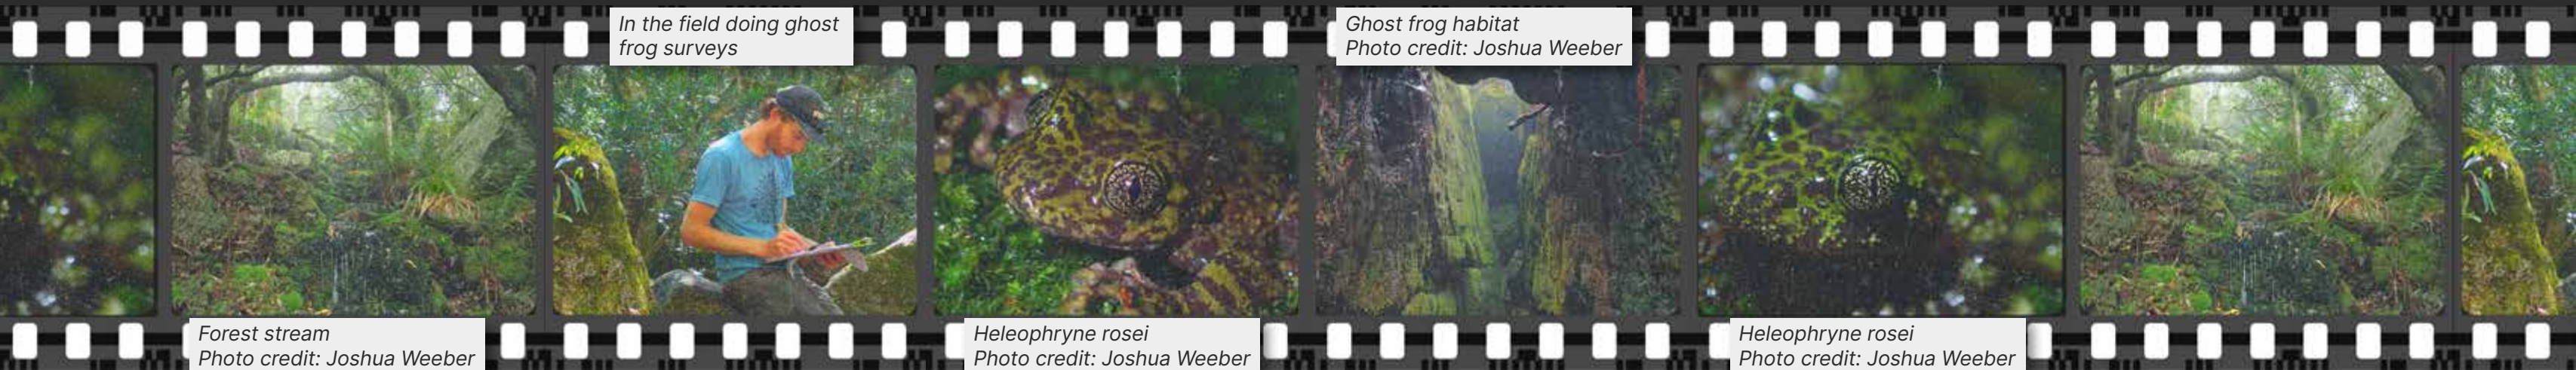 In the field doing ghost
frog surveys
Ghost frog habitat
Photo credit: Joshua Weeber
Forest stream
Photo credit: Joshua Weeber
Heleophryne rosei
Photo credit: Joshua Weeber
Heleophryne rosei
Photo credit: Joshua Weeber